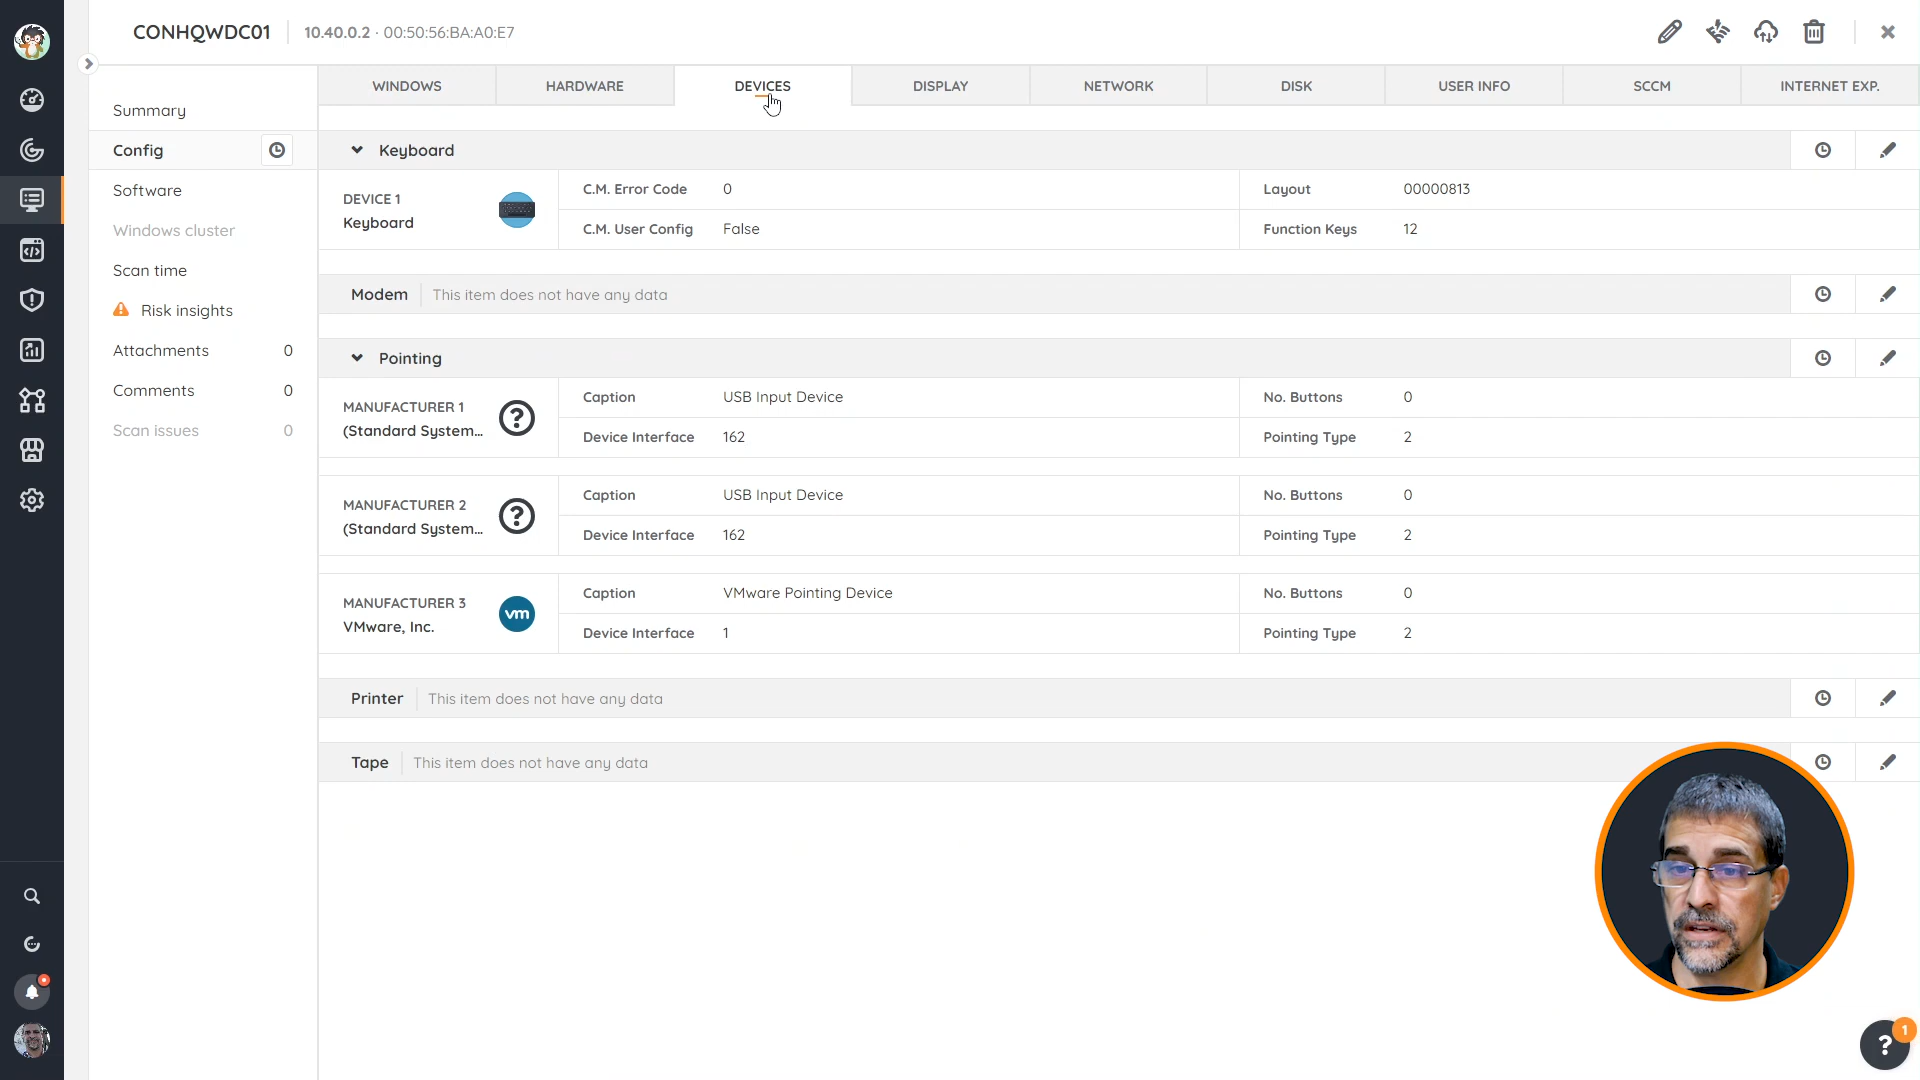 CONHQWDC01 10.40.0.2 · 00:50:56:BA:A0:E7
WINDOWS HARDWARE DEVICES DISPLAY NETWORK DISK USER INFO SCCM INTERNET EXP.
Summary
Config
Software
Windows cluster
Scan time
Risk insights
Attachments 0
Comments 0
Scan issues 0
Keyboard
DEVICE 1
Keyboard
C.M. Error Code 0 Layout 00000813
C.M. User Config False Function Keys 12
Modem This item does not have any data
Pointing
MANUFACTURER 1
(Standard System...
Caption USB Input Device No. Buttons 0
Device Interface 162 Pointing Type 2
MANUFACTURER 2
(Standard System...
Caption USB Input Device No. Buttons 0
Device Interface 162 Pointing Type 2
MANUFACTURER 3
VMware, Inc.
vm
Caption VMware Pointing Device No. Buttons 0
Device Interface 1 Pointing Type 2
Printer This item does not have any data
Tape This item does not have any data
? 1